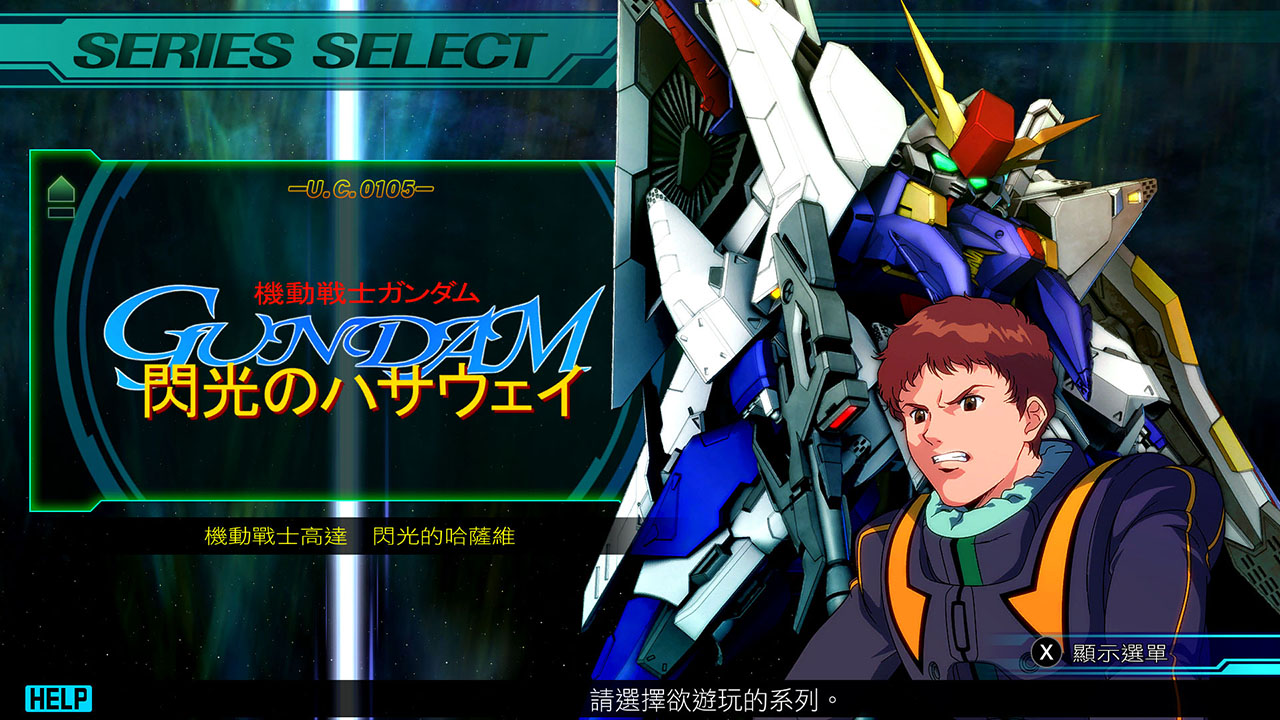 SERIES SELECT
U.C.0105
機動戦士ガンダム
GUNDAM
閃光のハサウェイ
機動戰士高達　閃光的哈薩維
X 顯示選單
HELP
請選擇欲遊玩的系列。